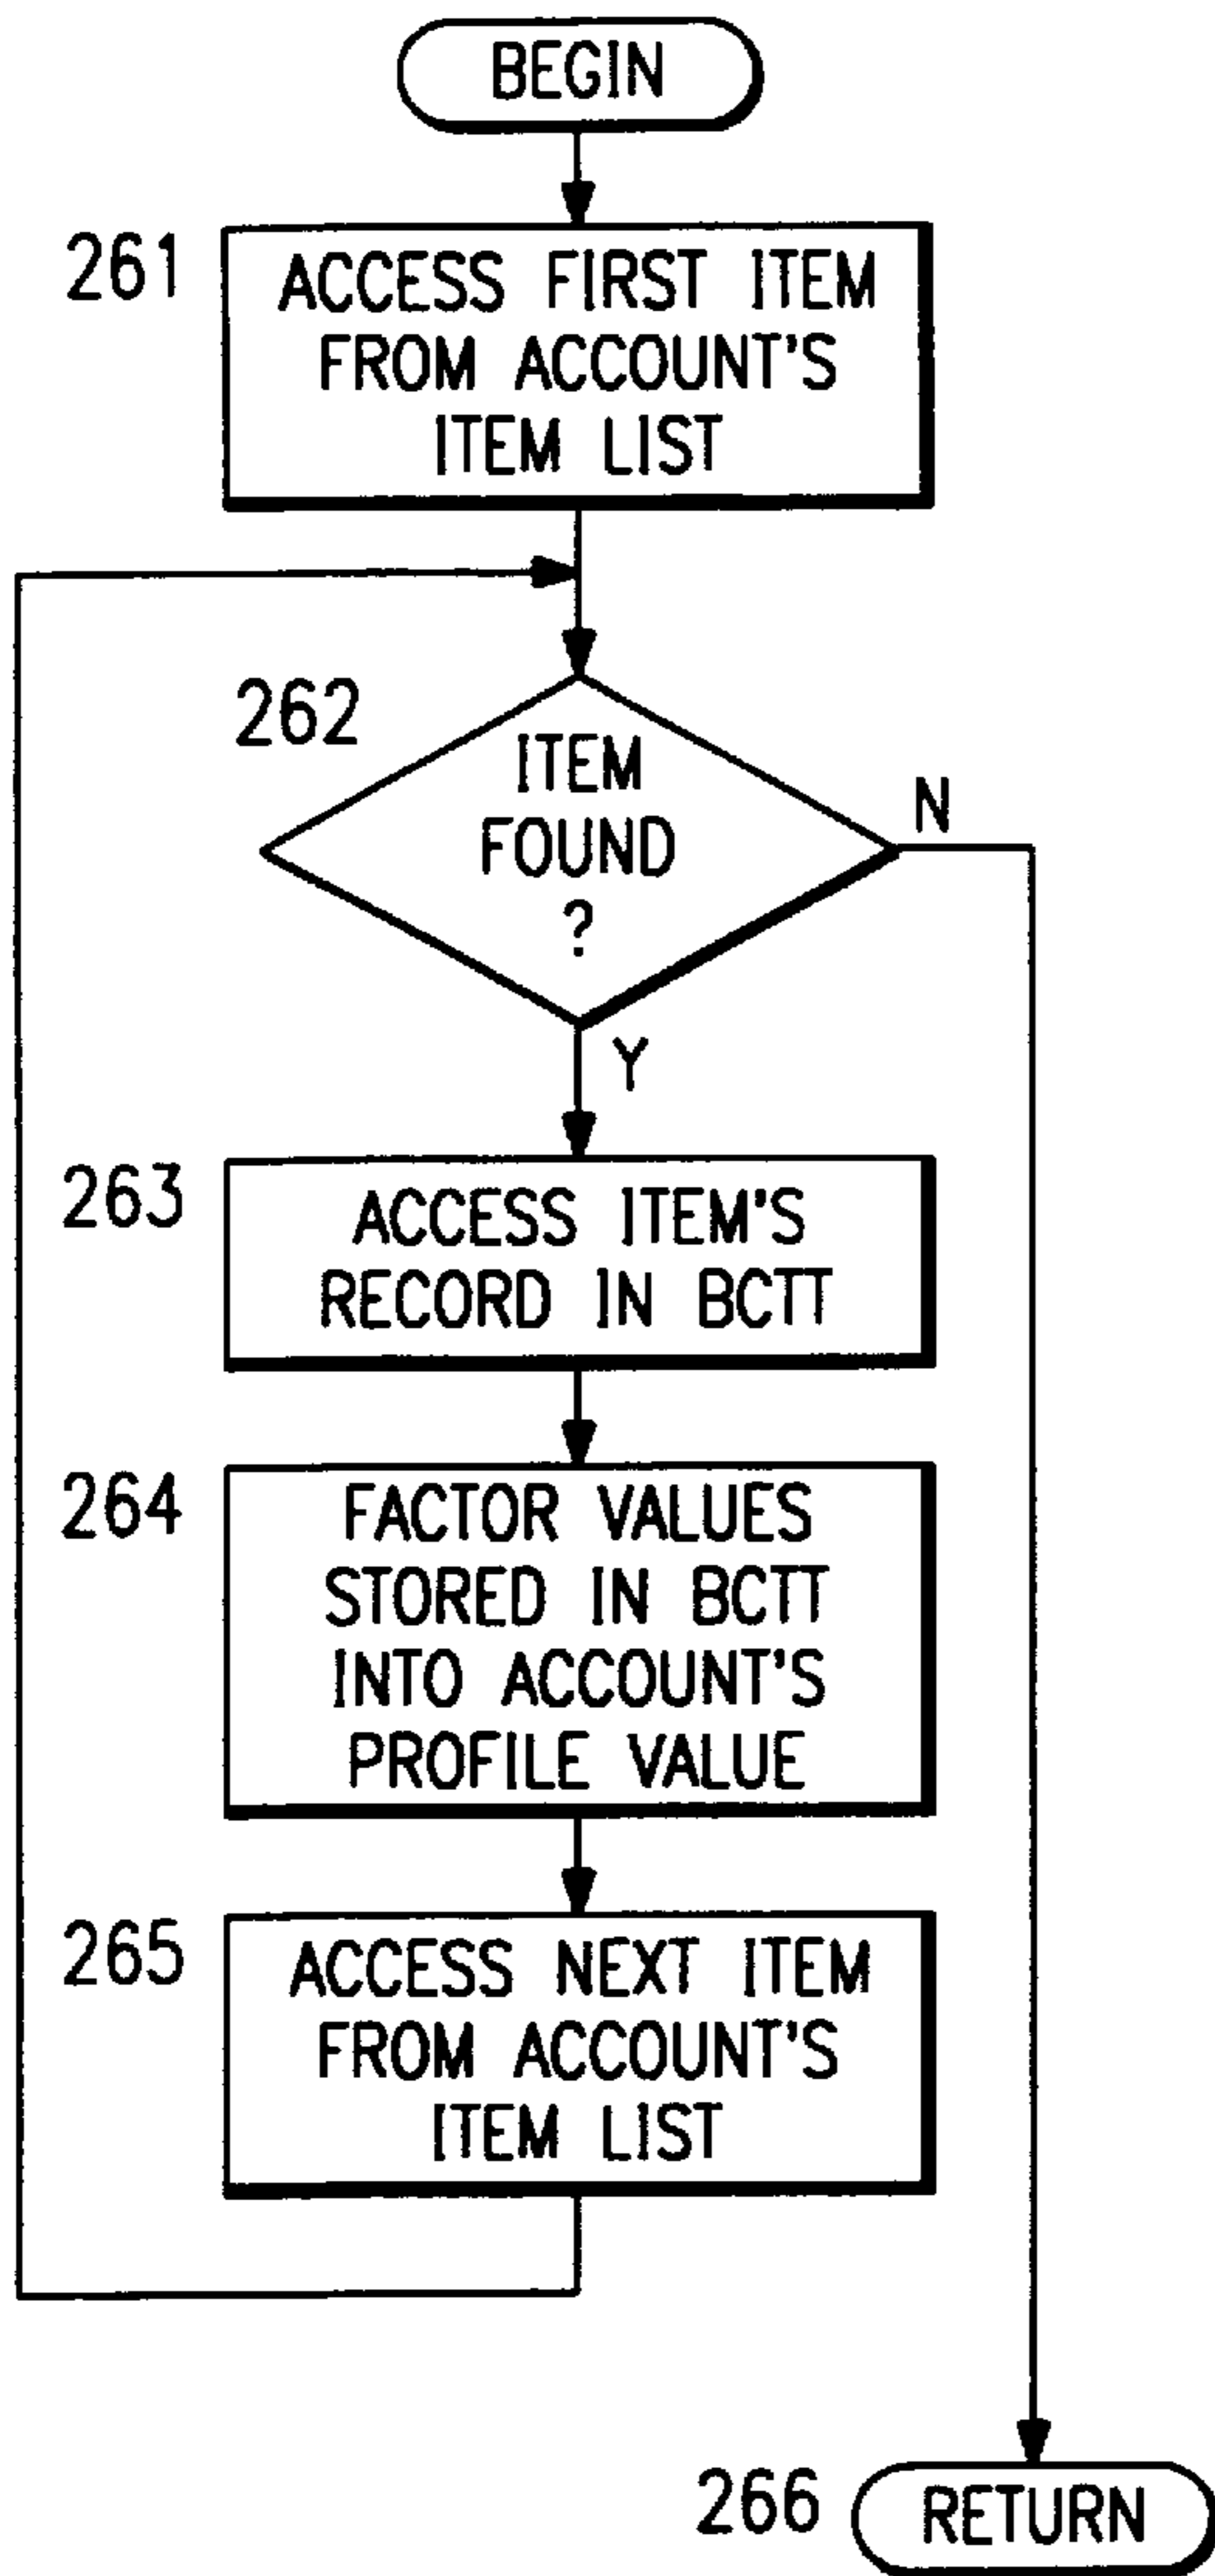 BEGIN
261
ACCESS FIRST ITEM
FROM ACCOUNT'S
ITEM LIST
262
ITEM
FOUND
?
N
Y
263
ACCESS ITEM'S
RECORD IN BCTT
264
FACTOR VALUES
STORED IN BCTT
INTO ACCOUNT'S
PROFILE VALUE
265
ACCESS NEXT ITEM
FROM ACCOUNT'S
ITEM LIST
266
RETURN